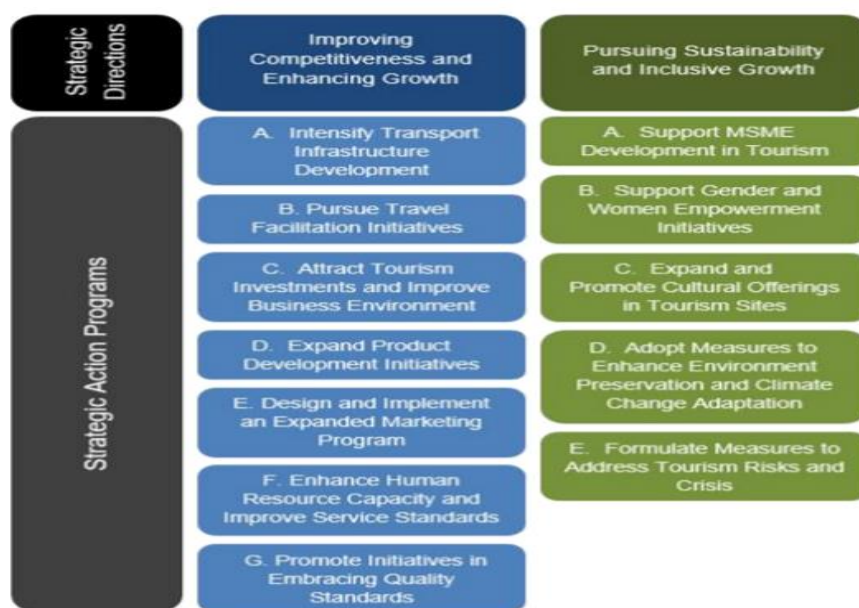 Strategic
Directions
Improving
Competitiveness and
Enhancing Growth
Pursuing Sustainability
and Inclusive Growth
Strategic Action Programs
A. Intensify Transport
Infrastructure
Development
B. Pursue Travel
Facilitation Initiatives
C. Attract Tourism
Investments and Improve
Business Environment
D. Expand Product
Development Initiatives
E. Design and Implement
an Expanded Marketing
Program
F. Enhance Human
Resource Capacity and
Improve Service Standards
G. Promote Initiatives in
Embracing Quality
Standards
A. Support MSME
Development in Tourism
B. Support Gender and
Women Empowerment
Initiatives
C. Expand and
Promote Cultural Offerings
in Tourism Sites
D. Adopt Measures to
Enhance Environment
Preservation and Climate
Change Adaptation
E. Formulate Measures to
Address Tourism Risks and
Crisis